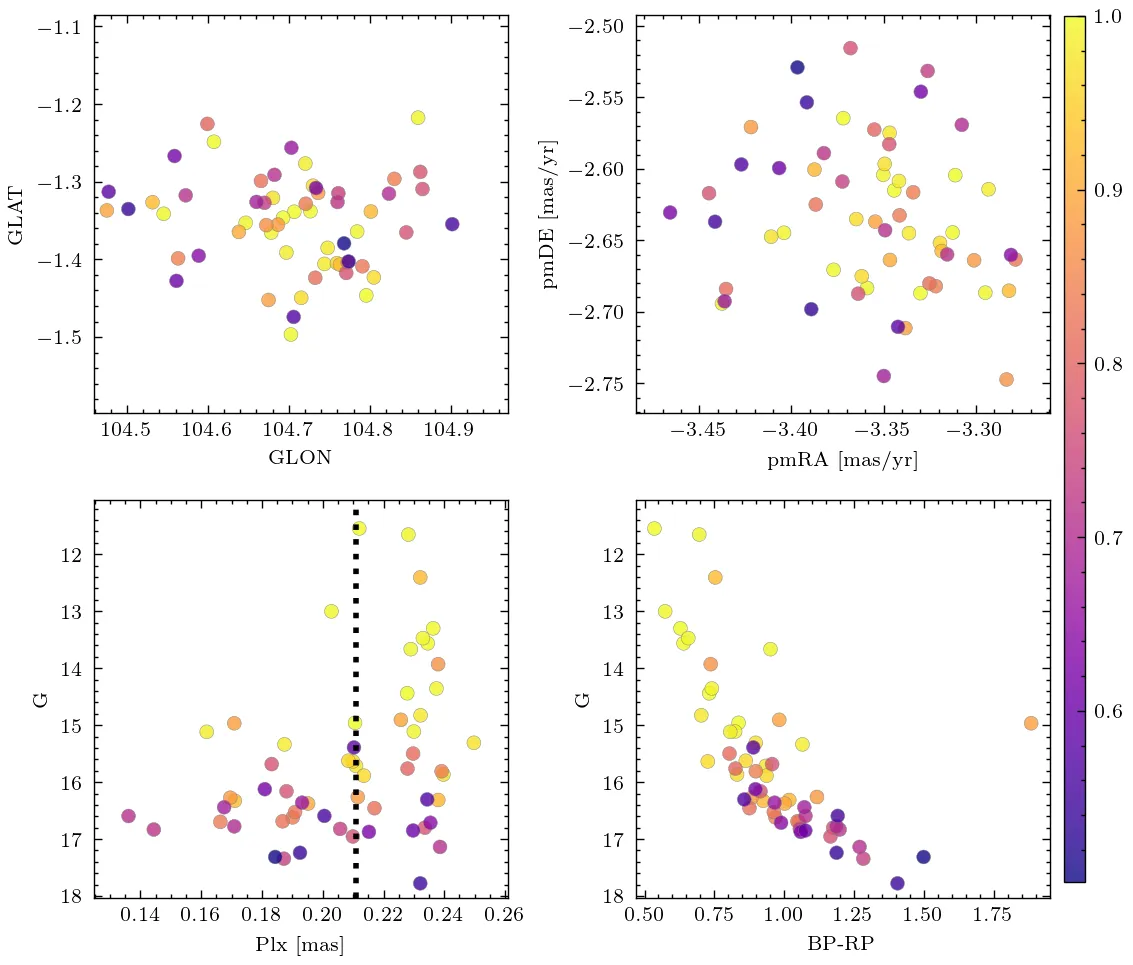 −1.1
−1.2
−1.3
−1.4
−1.5
GLAT
104.5 104.6 104.7 104.8 104.9
GLON
−2.50
−2.55
−2.60
−2.65
−2.70
−2.75
pmDE [mas/yr]
−3.45 −3.40 −3.35 −3.30
pmRA [mas/yr]
1.0
0.9
0.8
0.7
0.6
12
13
14
15
16
17
18
G
0.14 0.16 0.18 0.20 0.22 0.24 0.26
Plx [mas]
12
13
14
15
16
17
18
G
0.50 0.75 1.00 1.25 1.50 1.75
BP-RP